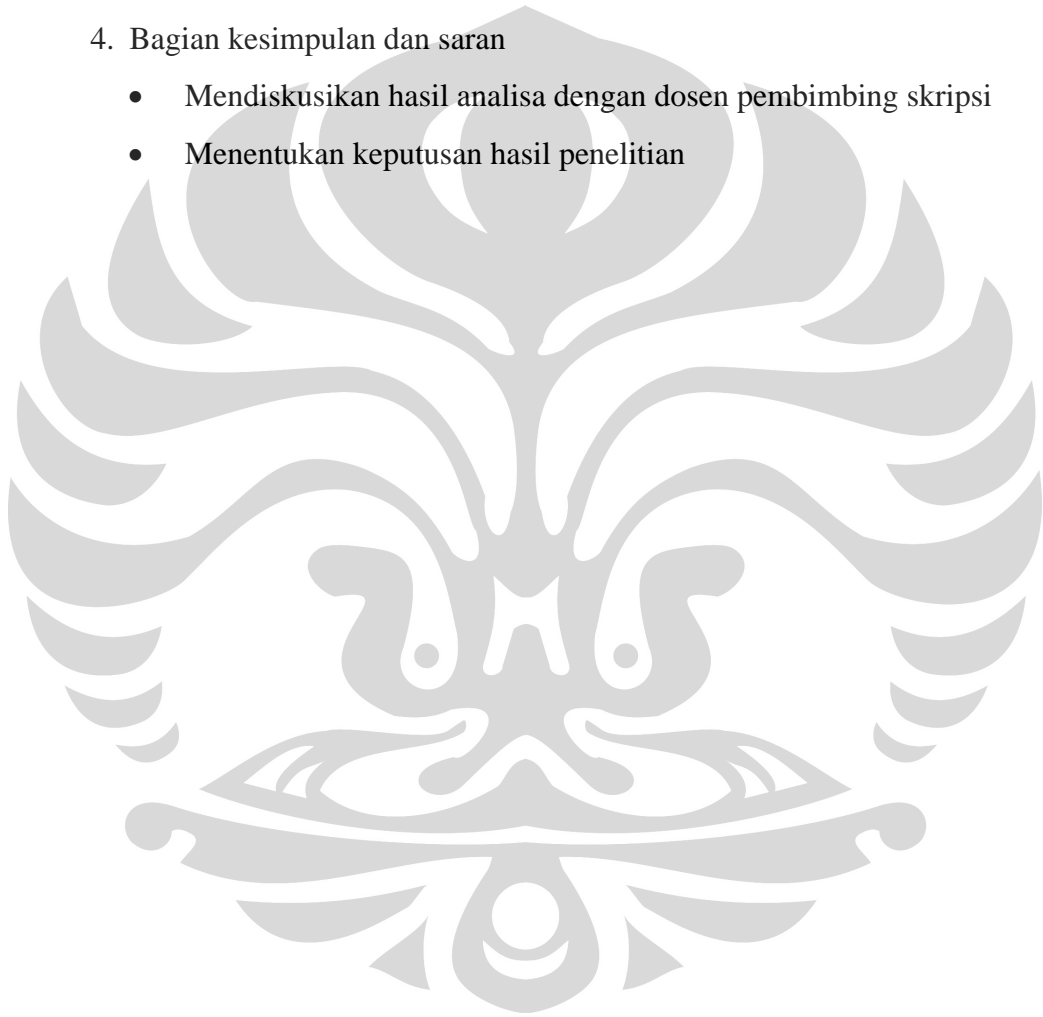 4. Bagian kesimpulan dan saran
• Mendiskusikan hasil analisa dengan dosen pembimbing skripsi
• Menentukan keputusan hasil penelitian